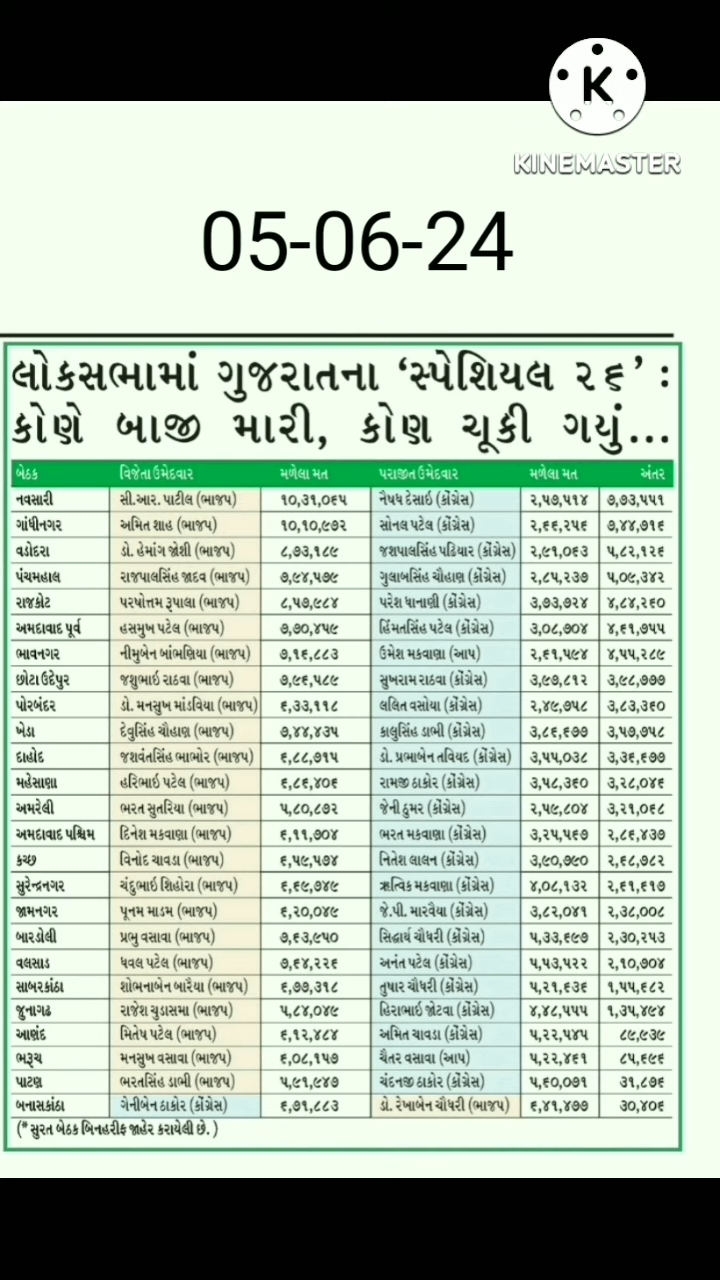 K
KINEMASTER
05-06-24
લોકસભામાં ગુજરાતના ‘સ્પેશિયલ ૨૬’ :
કોણે બાજી મારી, કોણ ચૂકી ગયું...
બેઠક વિજેતા ઉમેદવાર મળેલા મત પરાજીત ઉમેદવાર મળેલા મત અંતર
નવસારી સી.આર. પાટીલ (ભાજપ) ૧૦,૩૧,૦૬૫ નૈષધ દેસાઇ (કોંગ્રેસ) ૨,૫૭,૫૧૪ ૭,૭૩,૫૫૧
ગાંધીનગર અમિત શાહ (ભાજપ) ૧૦,૧૦,૯૭૨ સોનલ પટેલ (કોંગ્રેસ) ૨,૬૬,૨૫૬ ૭,૪૪,૭૧૬
વડોદરા ડો. હેમાંગ જોશી (ભાજપ) ૮,૭૩,૧૮૯ જશપાલસિંહ પઢિયાર (કોંગ્રેસ) ૨,૯૧,૦૬૩ ૫,૮૨,૧૨૬
પંચમહાલ રાજપાલસિંહ જાદવ (ભાજપ) ૭,૯૪,૫૭૯ ગુલાબસિંહ ચૌહાણ (કોંગ્રેસ) ૨,૮૫,૨૩૭ ૫,૦૯,૩૪૨
રાજકોટ પરષોત્તમ રૂપાલા (ભાજપ) ૮,૫૭,૯૮૪ પરેશ ધાનાણી (કોંગ્રેસ) ૩,૭૩,૭૨૪ ૪,૮૪,૨૬૦
અમદાવાદ પૂર્વ હસમુખ પટેલ (ભાજપ) ૭,૭૦,૪૫૯ હિંમતસિંહ પટેલ (કોંગ્રેસ) ૩,૦૮,૭૦૪ ૪,૬૧,૭૫૫
ભાવનગર નીમુબેન બાંભણિયા (ભાજપ) ૭,૧૬,૮૮૩ ઉમેશ મકવાણા (આપ) ૨,૬૧,૫૯૪ ૪,૫૫,૨૮૯
છોટા ઉદેપુર જશુભાઇ રાઠવા (ભાજપ) ૭,૯૬,૫૮૯ સુખરામ રાઠવા (કોંગ્રેસ) ૩,૯૭,૮૧૨ ૩,૯૮,૭૭૭
પોરબંદર ડો. મનસુખ માંડવિયા (ભાજપ) ૬,૩૩,૧૧૮ લલિત વસોયા (કોંગ્રેસ) ૨,૪૯,૭૫૮ ૩,૮૩,૩૬૦
ખેડા દેવુસિંહ ચૌહાણ (ભાજપ) ૭,૪૪,૪૩૫ કાલુસિંહ ડાભી (કોંગ્રેસ) ૩,૮૬,૬૭૭ ૩,૫૭,૭૫૮
દાહોદ જશવંતસિંહ ભાભોર (ભાજપ) ૬,૮૮,૭૧૫ ડો. પ્રભાબેન તવિયદ (કોંગ્રેસ) ૩,૫૫,૦૩૮ ૩,૩૬,૬૭૭
મહેસાણા હરિભાઇ પટેલ (ભાજપ) ૬,૮૬,૪૦૬ રામજી ઠાકોર (કોંગ્રેસ) ૩,૫૮,૩૬૦ ૩,૨૮,૦૪૬
અમરેલી ભરત સુતરિયા (ભાજપ) ૫,૮૦,૮૭૨ જેની ઠુમર (કોંગ્રેસ) ૨,૫૯,૮૦૪ ૩,૨૧,૦૬૮
અમદાવાદ પશ્ચિમ દિનેશ મકવાણા (ભાજપ) ૬,૧૧,૭૦૪ ભરત મકવાણા (કોંગ્રેસ) ૩,૨૫,૫૬૭ ૨,૮૬,૪૩૭
કચ્છ વિનોદ ચાવડા (ભાજપ) ૬,૫૯,૫૭૪ નિતેશ લાલન (કોંગ્રેસ) ૩,૯૦,૭૯૦ ૨,૬૮,૭૮૨
સુરેન્દ્રનગર ચંદુભાઇ શિહોરા (ભાજપ) ૬,૬૯,૭૪૯ ઋત્વિક મકવાણા (કોંગ્રેસ) ૪,૦૮,૧૩૨ ૨,૬૧,૬૧૭
જામનગર પૂનમ માડમ (ભાજપ) ૬,૨૦,૦૪૯ જે.પી. મારવૈયા (કોંગ્રેસ) ૩,૮૨,૦૪૧ ૨,૩૮,૦૦૮
બારડોલી પ્રભુ વસાવા (ભાજપ) ૭,૬૩,૯૫૦ સિદ્ધાર્થ ચૌધરી (કોંગ્રેસ) ૫,૩૩,૬૯૭ ૨,૩૦,૨૫૩
વલસાડ ધવલ પટેલ (ભાજપ) ૭,૬૪,૨૨૬ અનંત પટેલ (કોંગ્રેસ) ૫,૫૩,૫૨૨ ૨,૧૦,૭૦૪
સાબરકાંઠા શોભનાબેન બારૈયા (ભાજપ) ૬,૭૭,૩૧૮ તુષાર ચૌધરી (કોંગ્રેસ) ૫,૨૧,૬૩૬ ૧,૫૫,૬૮૨
જુનાગઢ રાજેશ ચુડાસમા (ભાજપ) ૫,૮૪,૦૪૯ હિરાભાઇ જોટવા (કોંગ્રેસ) ૪,૪૮,૫૫૫ ૧,૩૫,૪૯૪
આણંદ મિતેષ પટેલ (ભાજપ) ૬,૧૨,૪૮૪ અમિત ચાવડા (કોંગ્રેસ) ૫,૨૨,૫૪૫ ૮૯,૯૩૯
ભરૂચ મનસુખ વસાવા (ભાજપ) ૬,૦૮,૧૫૭ ચૈતર વસાવા (આપ) ૫,૨૨,૪૬૧ ૮૫,૬૯૬
પાટણ ભરતસિંહ ડાભી (ભાજપ) ૫,૯૧,૯૪૭ ચંદનજી ઠાકોર (કોંગ્રેસ) ૫,૬૦,૦૭૧ ૩૧,૮૭૬
બનાસકાંઠા ગેનીબેન ઠાકોર (કોંગ્રેસ) ૬,૭૧,૮૮૩ ડો. રેખાબેન ચૌધરી (ભાજપ) ૬,૪૧,૪૭૭ ૩૦,૪૦૬
(* સુરત બેઠક બિનહરીફ જાહેર કરાયેલી છે. )